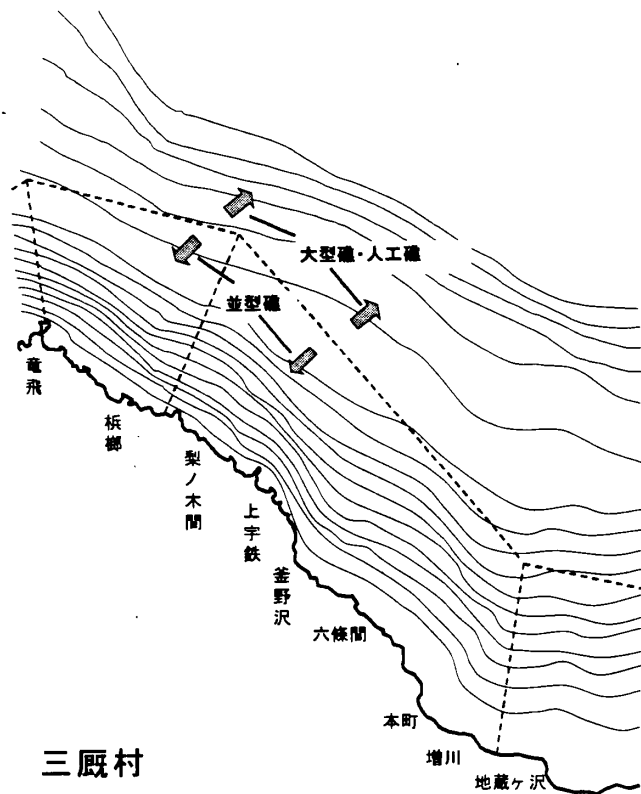 大型礁・人工礁
並型礁
竜飛
梹榔
梨ノ木間
上宇鉄
釜野沢
六條間
本町
増川
地蔵ヶ沢
三厩村